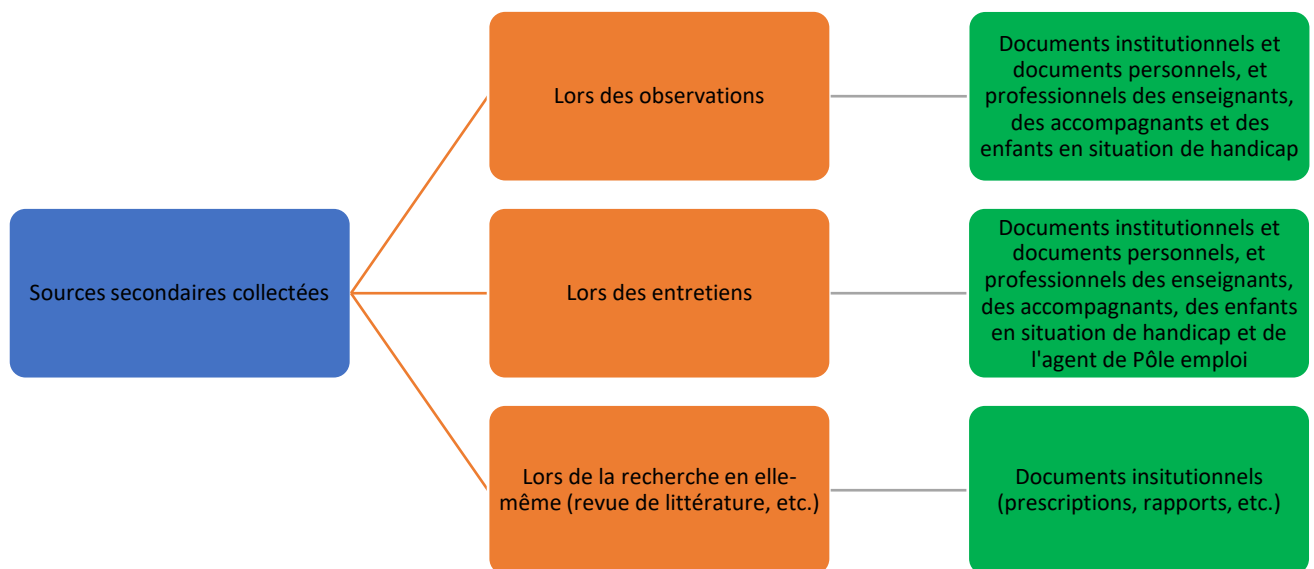 Sources secondaires collectées
Lors des observations
Documents institutionnels et
documents personnels, et
professionnels des enseignants,
des accompagnants et des
enfants en situation de handicap
Lors des entretiens
Documents institutionnels et
documents personnels, et
professionnels des enseignants,
des accompagnants, des enfants
en situation de handicap et de
l'agent de Pôle emploi
Lors de la recherche en elle-
même (revue de littérature, etc.)
Documents insitutionnels
(prescriptions, rapports, etc.)